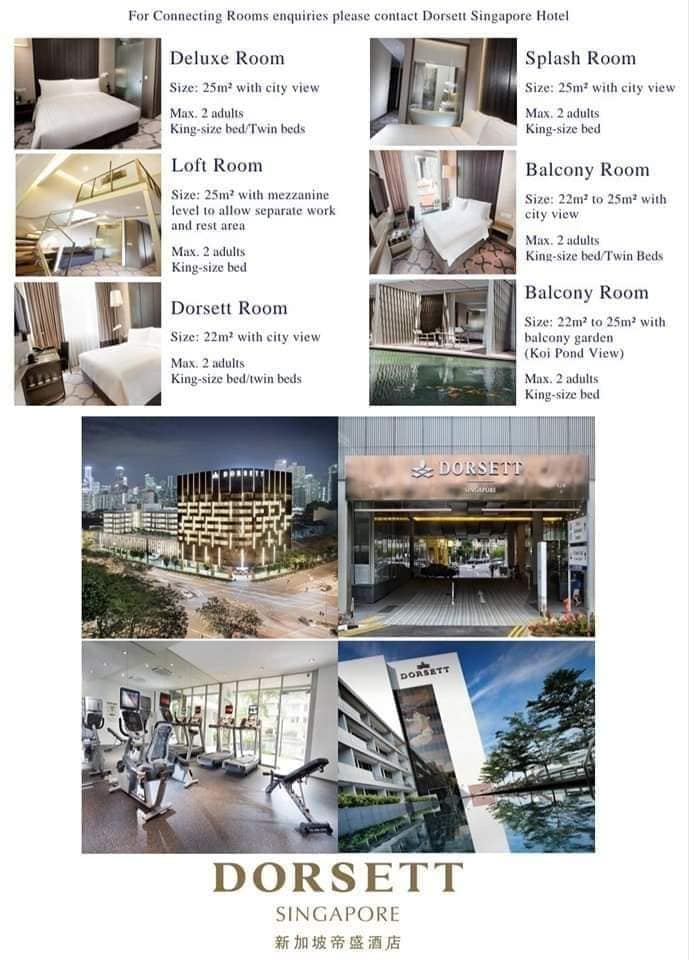 For Connecting Rooms enquiries please contact Dorsett Singapore Hotel
Deluxe Room
Size: 25m² with city view
Max. 2 adults
King-size bed/Twin beds
Loft Room
Size: 25m² with mezzanine
level to allow separate work
and rest area
Max. 2 adults
King-size bed
Dorsett Room
Size: 22m² with city view
Max. 2 adults
King-size bed/twin beds
Splash Room
Size: 25m² with city view
Max. 2 adults
King-size bed
Balcony Room
Size: 22m² to 25m² with
city view
Max. 2 adults
King-size bed/Twin Beds
Balcony Room
Size: 22m² to 25m² with
balcony garden
(Koi Pond View)
Max. 2 adults
King-size bed
DORSETT
DORSETT
SINGAPORE
DORSETT
DORSETT
SINGAPORE
新加坡帝盛酒店